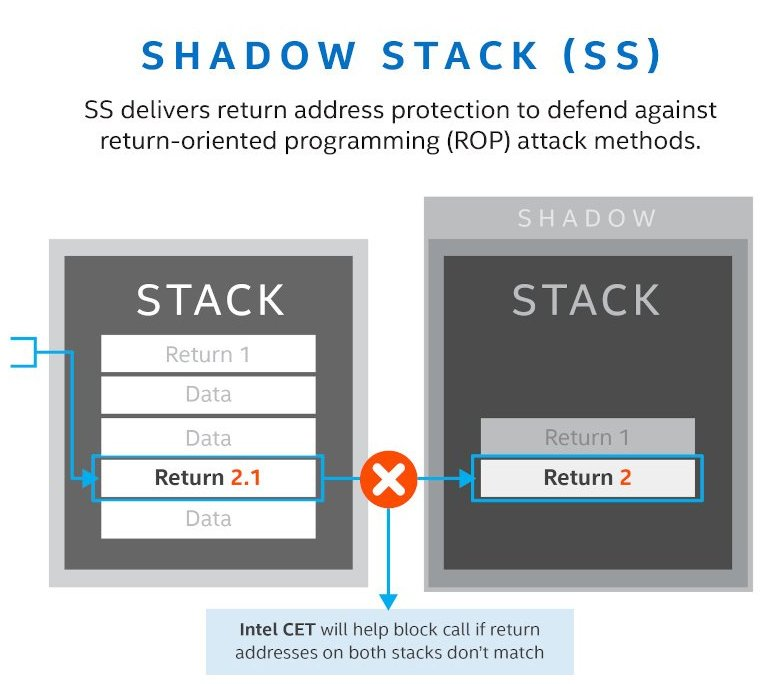 SHADOW STACK (SS)
SS delivers return address protection to defend against
return-oriented programming (ROP) attack methods.
SHADOW
STACK
Return 1
Data
Data
Return 2.1
Data
STACK
Return 1
Return 2
Intel CET will help block call if return
addresses on both stacks don’t match